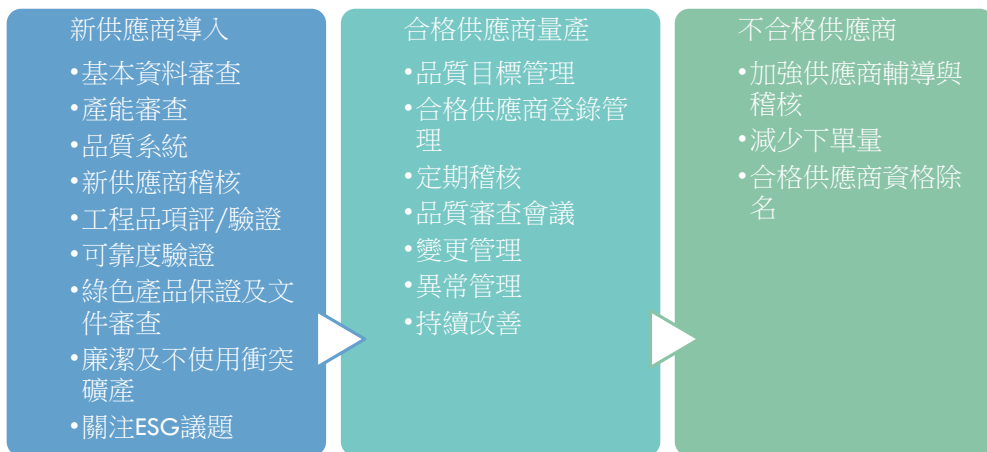 新供應商導入
•基本資料審查
•產能審查
•品質系統
•新供應商稽核
•工程品項評/驗證
•可靠度驗證
•綠色產品保證及文
件審查
•廉潔及不使用衝突
礦產
•關注ESG議題
合格供應商量產
•品質目標管理
•合格供應商登錄管
理
•定期稽核
•品質審查會議
•變更管理
•異常管理
•持續改善
不合格供應商
•加強供應商輔導與
稽核
•減少下單量
•合格供應商資格除
名